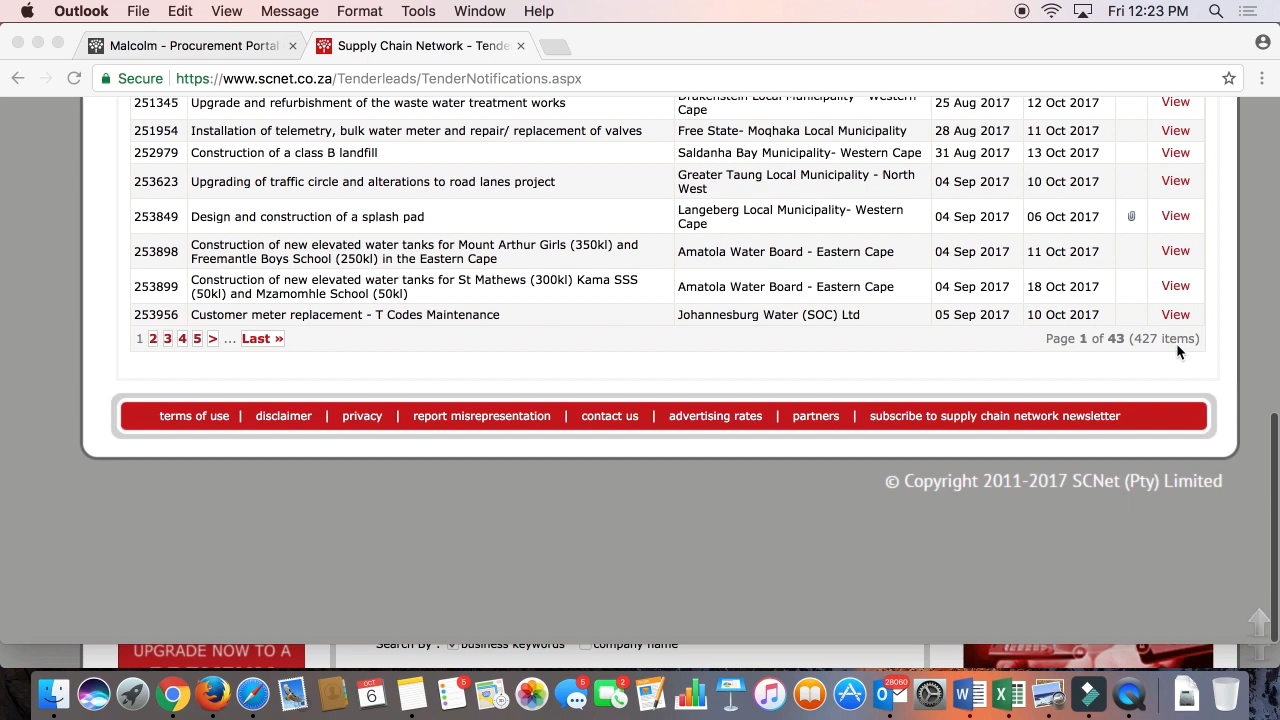 Outlook File Edit View Message Format Tools Window Help Fri 12:23 PM
Malcolm - Procurement Portal × Supply Chain Network - Tende ×
Secure https://www.scnet.co.za/Tenderleads/TenderNotifications.aspx
251345 Upgrade and refurbishment of the waste water treatment works Drakenstein Local Municipality - Western Cape 25 Aug 2017 12 Oct 2017 View
251954 Installation of telemetry, bulk water meter and repair/ replacement of valves Free State- Moqhaka Local Municipality 28 Aug 2017 11 Oct 2017 View
252979 Construction of a class B landfill Saldanha Bay Municipality- Western Cape 31 Aug 2017 13 Oct 2017 View
253623 Upgrading of traffic circle and alterations to road lanes project Greater Taung Local Municipality - North West 04 Sep 2017 10 Oct 2017 View
253849 Design and construction of a splash pad Langeberg Local Municipality- Western Cape 04 Sep 2017 06 Oct 2017 View
253898 Construction of new elevated water tanks for Mount Arthur Girls (350kl) and Freemantle Boys School (250kl) in the Eastern Cape Amatola Water Board - Eastern Cape 04 Sep 2017 11 Oct 2017 View
253899 Construction of new elevated water tanks for St Mathews (300kl) Kama SSS (50kl) and Mzamomhle School (50kl) Amatola Water Board - Eastern Cape 04 Sep 2017 18 Oct 2017 View
253956 Customer meter replacement - T Codes Maintenance Johannesburg Water (SOC) Ltd 05 Sep 2017 10 Oct 2017 View
1 2 3 4 5 > ... Last » Page 1 of 43 (427 items)
terms of use | disclaimer | privacy | report misrepresentation | contact us | advertising rates | partners | subscribe to supply chain network newsletter
© Copyright 2011-2017 SCNet (Pty) Limited
UPGRADE NOW TO A Search By : business keywords company name
OCT 6 5 5 2 28060